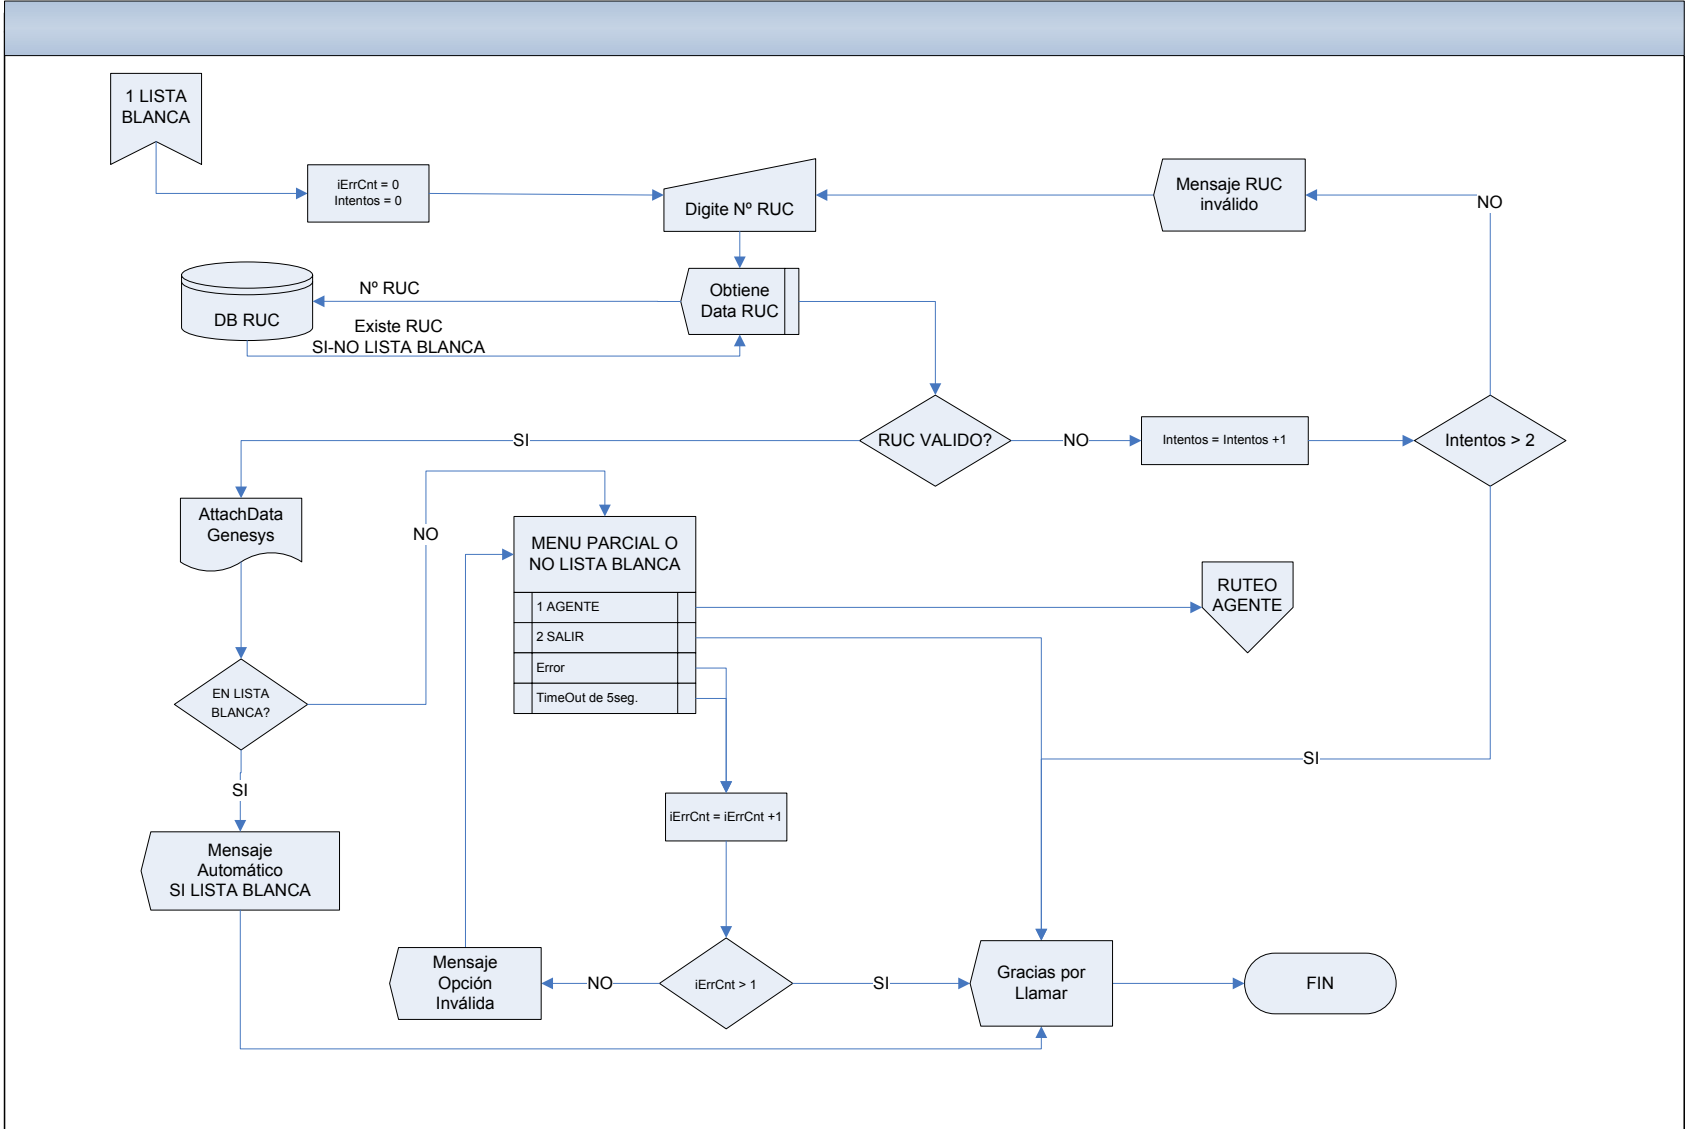 1 LISTA
BLANCA
iErrCnt = 0
Intentos = 0
Digite Nº RUC
Mensaje RUC
inválido
NO
DB RUC
Nº RUC
Existe RUC
SI-NO LISTA BLANCA
Obtiene
Data RUC
SI
RUC VALIDO?
NO
Intentos = Intentos +1
Intentos > 2
AttachData
Genesys
NO
MENU PARCIAL O
NO LISTA BLANCA
1 AGENTE
2 SALIR
Error
TimeOut de 5seg.
RUTEO
AGENTE
EN LISTA
BLANCA?
SI
SI
iErrCnt = iErrCnt +1
Mensaje
Automático
SI LISTA BLANCA
Mensaje
Opción
Inválida
NO
iErrCnt > 1
SI
Gracias por
Llamar
FIN